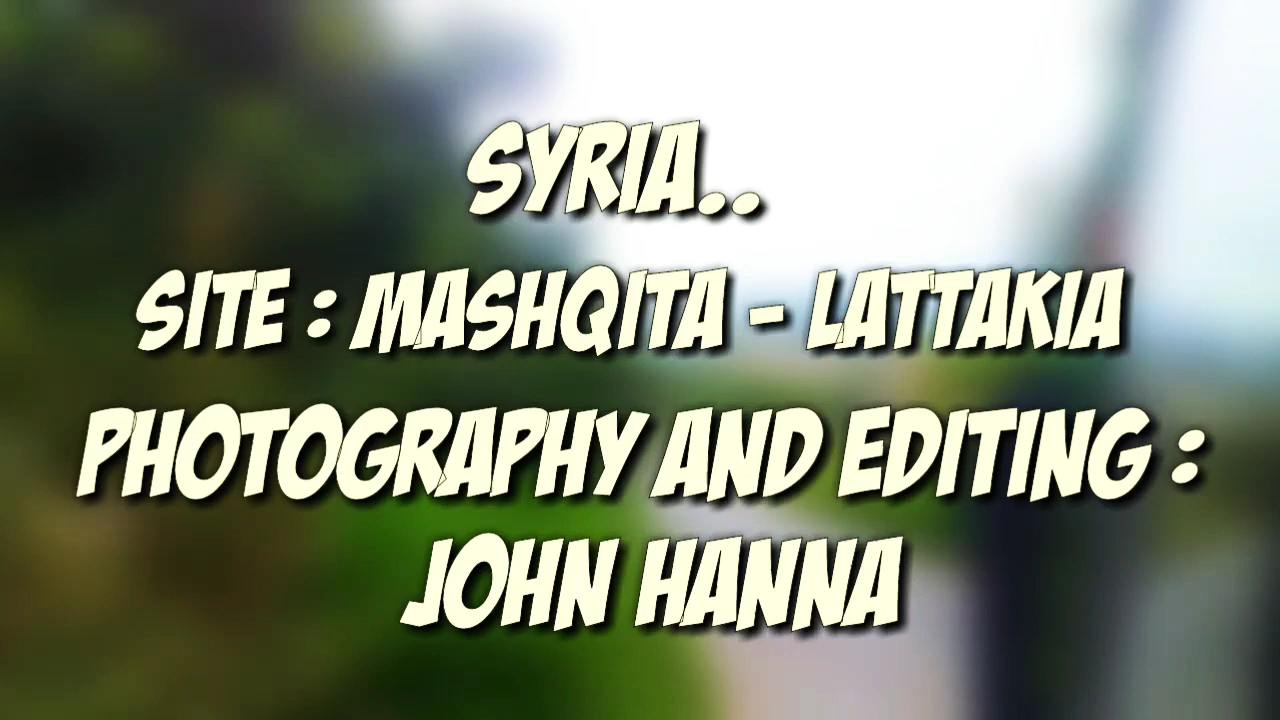 SYRIA..
SITE : MASHQITA - LATTAKIA
PHOTOGRAPHY AND EDITING :
JOHN HANNA